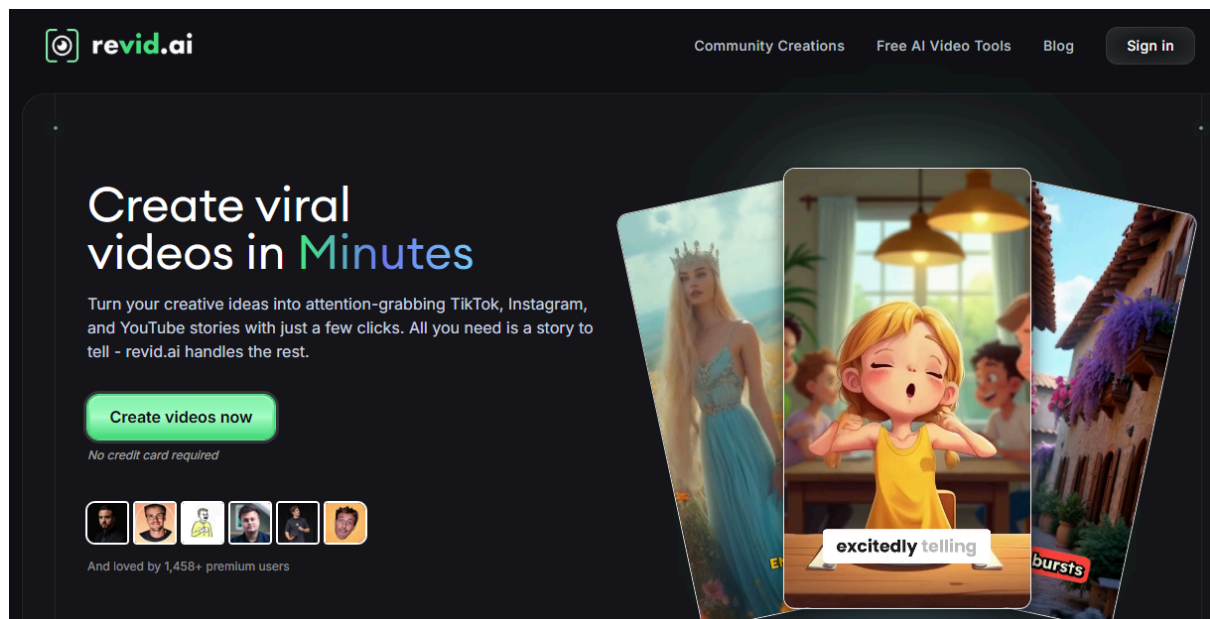 revid.ai
Community Creations
Free AI Video Tools
Blog
Sign in
Create viral
videos in Minutes
Turn your creative ideas into attention-grabbing TikTok, Instagram,
and YouTube stories with just a few clicks. All you need is a story to
tell - revid.ai handles the rest.
Create videos now
No credit card required
And loved by 1,458+ premium users
excitedly telling
bursts